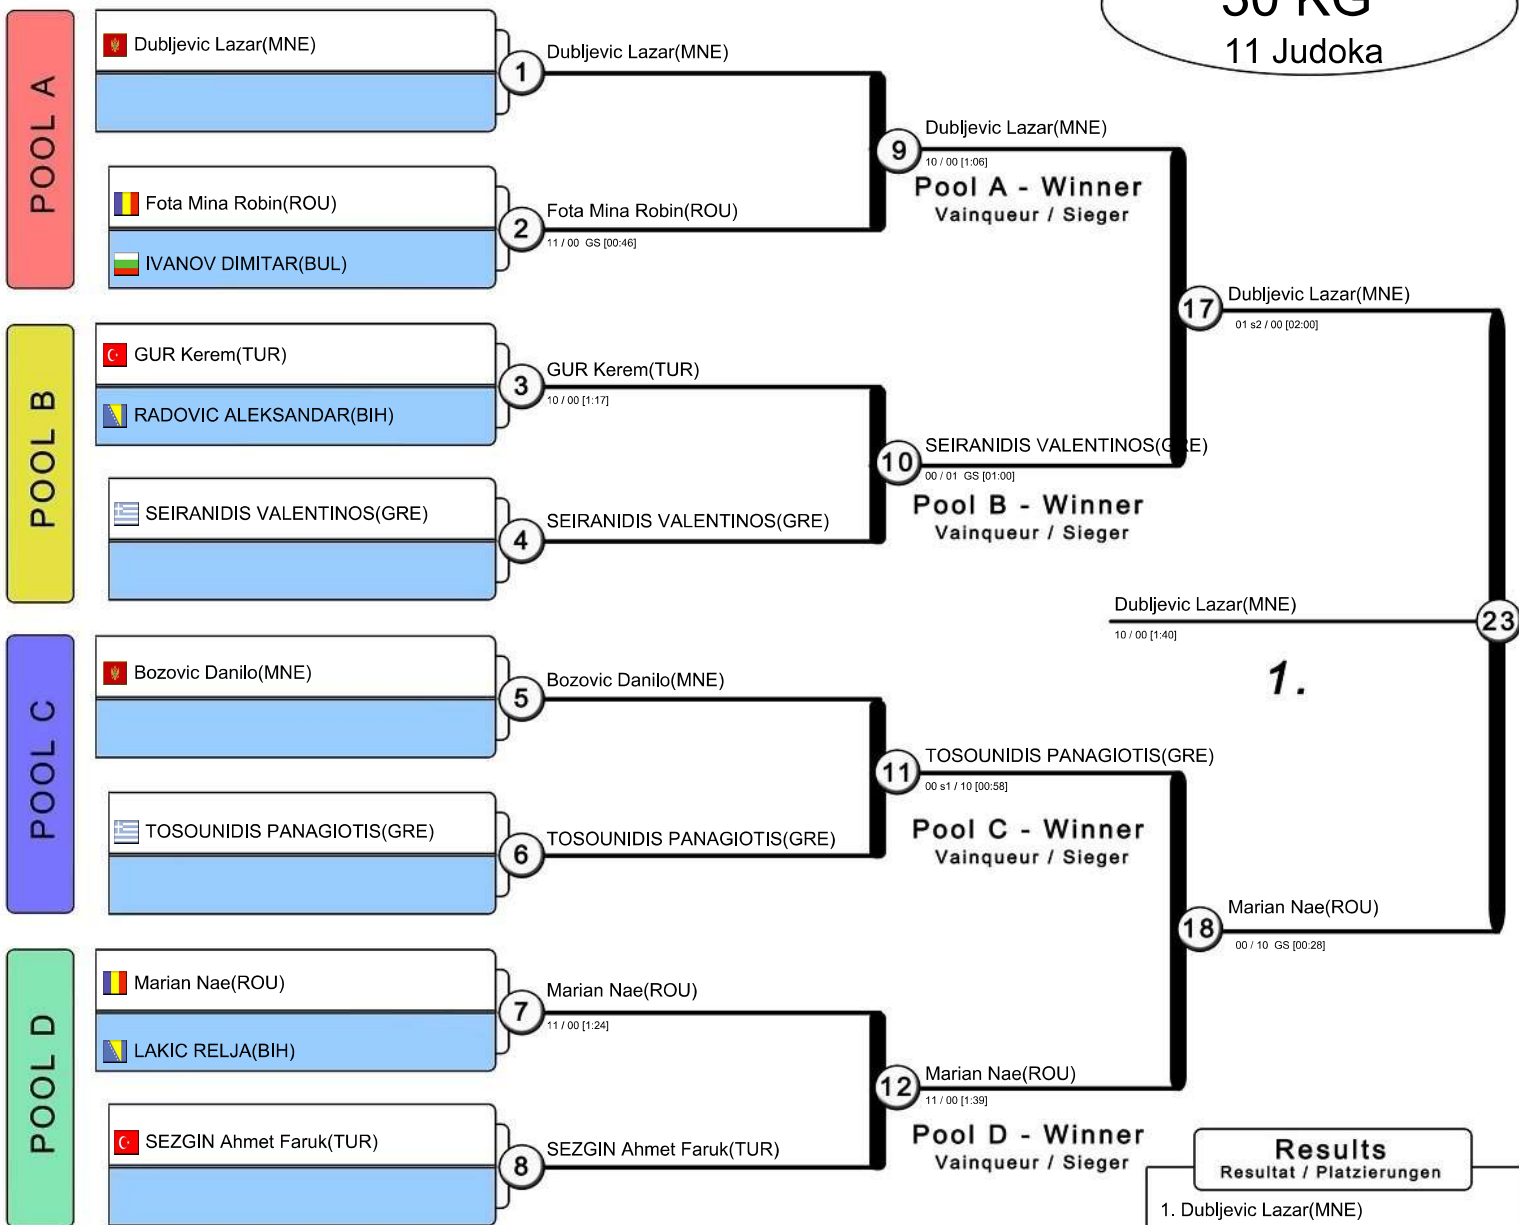 KG
11 Judoka
POOL A
Dubljevic Lazar(MNE)
1
Dubljevic Lazar(MNE)
Fota Mina Robin(ROU)
IVANOV DIMITAR(BUL)
2
Fota Mina Robin(ROU)
11 / 00 GS [00:46]
9
Dubljevic Lazar(MNE)
10 / 00 [1:06]
Pool A - Winner
Vainqueur / Sieger
POOL B
GUR Kerem(TUR)
RADOVIC ALEKSANDAR(BIH)
3
GUR Kerem(TUR)
10 / 00 [1:17]
SEIRANIDIS VALENTINOS(GRE)
4
SEIRANIDIS VALENTINOS(GRE)
10
SEIRANIDIS VALENTINOS(GRE)
00 / 01 GS [01:00]
Pool B - Winner
Vainqueur / Sieger
17
Dubljevic Lazar(MNE)
01 s2 / 00 [02:00]
POOL C
Bozovic Danilo(MNE)
5
Bozovic Danilo(MNE)
TOSOUNIDIS PANAGIOTIS(GRE)
6
TOSOUNIDIS PANAGIOTIS(GRE)
11
TOSOUNIDIS PANAGIOTIS(GRE)
00 s1 / 10 [00:58]
Pool C - Winner
Vainqueur / Sieger
POOL D
Marian Nae(ROU)
LAKIC RELJA(BIH)
7
Marian Nae(ROU)
11 / 00 [1:24]
SEZGIN Ahmet Faruk(TUR)
8
SEZGIN Ahmet Faruk(TUR)
12
Marian Nae(ROU)
11 / 00 [1:39]
Pool D - Winner
Vainqueur / Sieger
18
Marian Nae(ROU)
00 / 10 GS [00:28]
23
Dubljevic Lazar(MNE)
10 / 00 [1:40]
1.
Results
Resultat / Platzierungen
1. Dubljevic Lazar(MNE)